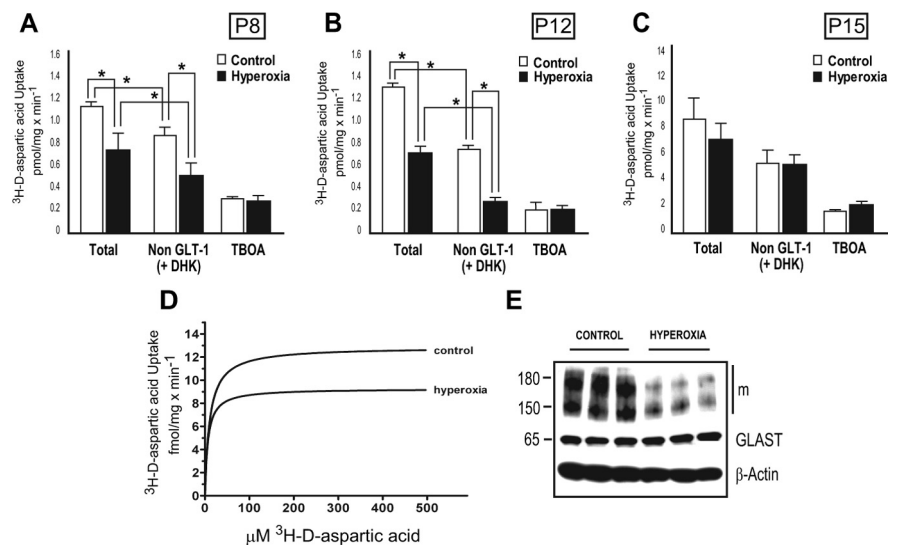 A
P8
³H-D-aspartic acid Uptake
pmol/mg x min⁻¹
1.6
1.4
1.2
1.0
0.8
0.6
0.4
0.2
0
Control
Hyperoxia
*
*
*
*
Total
Non GLT-1
(+ DHK)
TBOA
B
P12
³H-D-aspartic acid Uptake
pmol/mg x min⁻¹
1.6
1.4
1.2
1.0
0.8
0.6
0.4
0.2
0
Control
Hyperoxia
*
*
*
*
Total
Non GLT-1
(+ DHK)
TBOA
C
P15
³H-D-aspartic acid Uptake
pmol/mg x min⁻¹
14
12
10
8
6
4
2
0
Control
Hyperoxia
Total
Non GLT-1
(+ DHK)
TBOA
D
³H-D-aspartic acid Uptake
fmol/mg x min⁻¹
14
12
10
8
6
4
2
0
control
hyperoxia
0
100
200
300
400
500
μM ³H-D-aspartic acid
E
CONTROL HYPEROXIA
180
150
65
m
GLAST
β-Actin